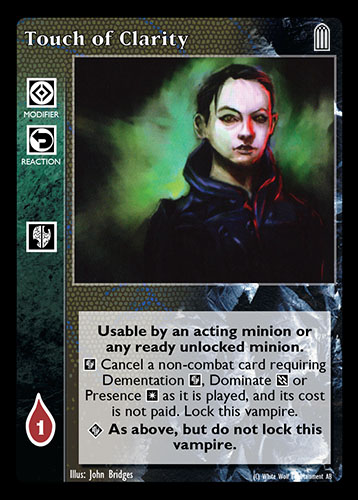 Touch of Clarity
MODIFIER
REACTION
Usable by an acting minion or
any ready unlocked minion.
Cancel a non-combat card requiring
Dementation , Dominate or
Presence as it is played, and its cost
is not paid. Lock this vampire.
As above, but do not lock this
vampire.
1
Illus: John Bridges
(C) White Wolf Entertainment AB